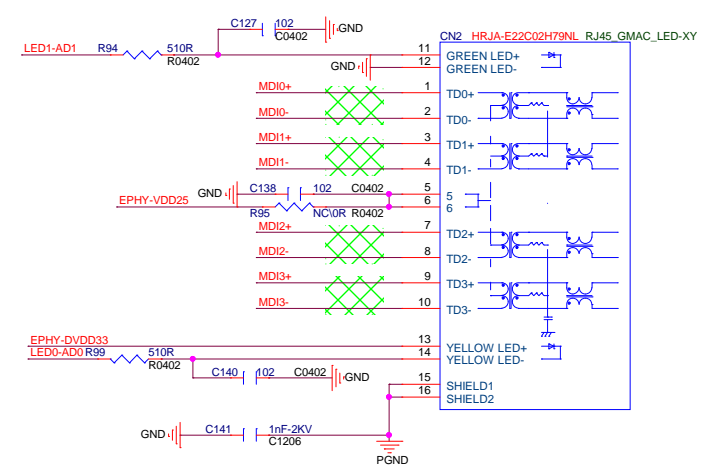 C127 102 GND
C0402
CN2 HRJA-E22C02H79NL RJ45_GMAC_LED-XY
LED1-AD1 R94 510R 11 GREEN LED+
R0402
GND 12 GREEN LED-
MDI0+ 1 TD0+
MDI0- 2 TD0-
MDI1+ 3 TD1+
MDI1- 4 TD1-
GND C138 102 C0402 5 5
EPHY-VDD25 6 6
R95 NC\0R R0402
MDI2+ 7 TD2+
MDI2- 8 TD2-
MDI3+ 9 TD3+
MDI3- 10 TD3-
EPHY-DVDD33 13 YELLOW LED+
LED0-AD0 R99 510R 14 YELLOW LED-
R0402
C140 102 C0402 GND
15 SHIELD1
16 SHIELD2
GND C141 1nF-2KV
C1206
PGND